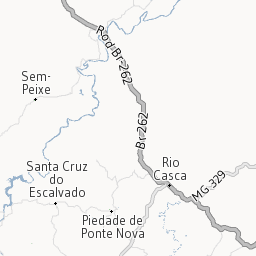 Rod Br-262
Sem-
Peixe
Br 262
Rio
Casca
MG 329
Santa Cruz
do
Escalvado
Piedade de
Ponte Nova